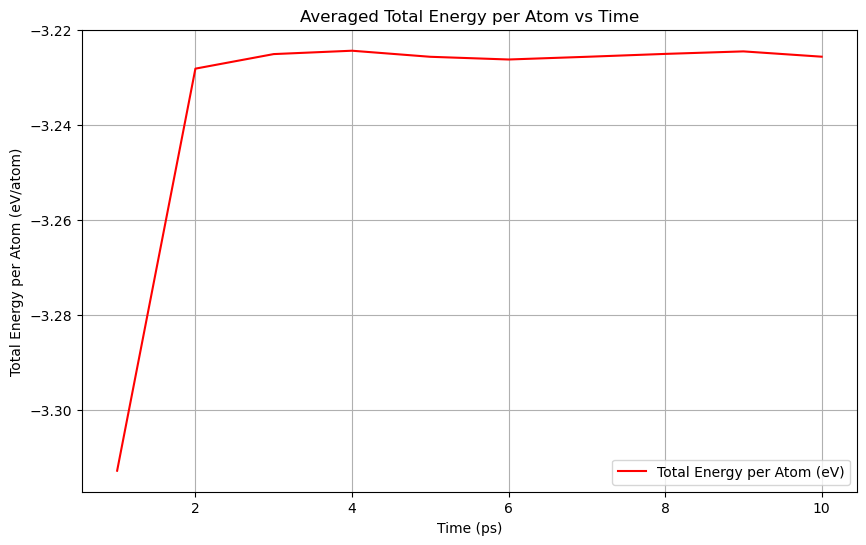 Averaged Total Energy per Atom vs Time
Total Energy per Atom (eV/atom)
−3.22
−3.24
−3.26
−3.28
−3.30
Total Energy per Atom (eV)
2 4 6 8 10
Time (ps)